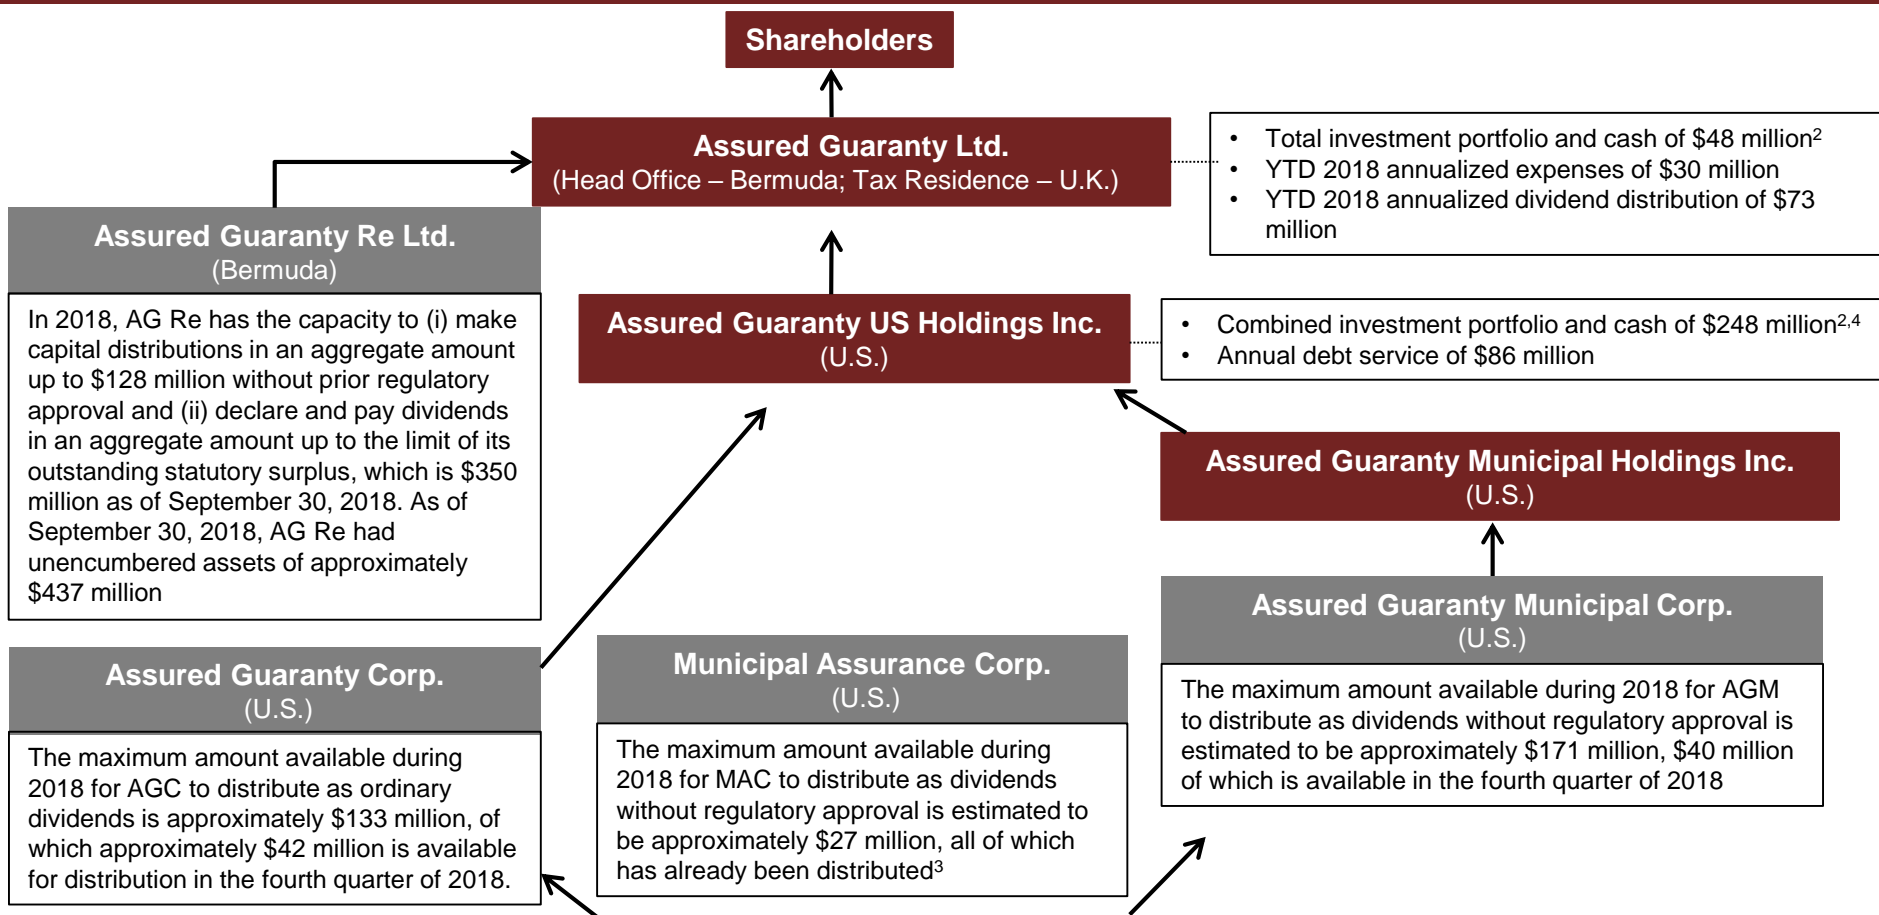 Shareholders
Assured Guaranty Ltd.
(Head Office – Bermuda; Tax Residence – U.K.)
• Total investment portfolio and cash of $48 million2
• YTD 2018 annualized expenses of $30 million
• YTD 2018 annualized dividend distribution of $73
million
Assured Guaranty Re Ltd.
(Bermuda)
In 2018, AG Re has the capacity to (i) make
capital distributions in an aggregate amount
up to $128 million without prior regulatory
approval and (ii) declare and pay dividends
in an aggregate amount up to the limit of its
outstanding statutory surplus, which is $350
million as of September 30, 2018. As of
September 30, 2018, AG Re had
unencumbered assets of approximately
$437 million
Assured Guaranty US Holdings Inc.
(U.S.)
• Combined investment portfolio and cash of $248 million2,4
• Annual debt service of $86 million
Assured Guaranty Municipal Holdings Inc.
(U.S.)
Assured Guaranty Corp.
(U.S.)
The maximum amount available during
2018 for AGC to distribute as ordinary
dividends is approximately $133 million, of
which approximately $42 million is available
for distribution in the fourth quarter of 2018.
Municipal Assurance Corp.
(U.S.)
The maximum amount available during
2018 for MAC to distribute as dividends
without regulatory approval is estimated to
be approximately $27 million, all of which
has already been distributed3
Assured Guaranty Municipal Corp.
(U.S.)
The maximum amount available during 2018 for AGM
to distribute as dividends without regulatory approval is
estimated to be approximately $171 million, $40 million
of which is available in the fourth quarter of 2018